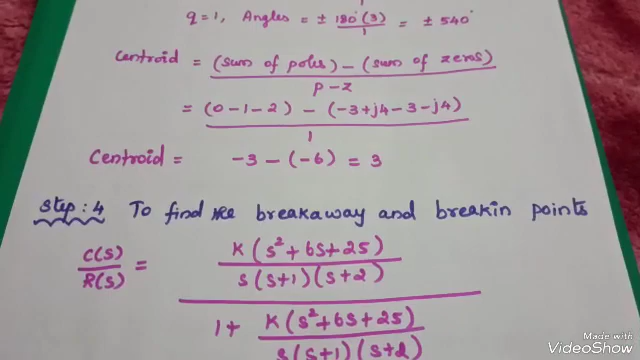 q=1, Angles = ± 180°(3)/1 = ± 540°
Centroid = (sum of poles) - (sum of zeros)
P-Z
= (0-1-2) - (-3+j4-3-j4)
1
Centroid = -3-(-6) = 3
Step:4 To find the breakaway and breakin points
C(s)/R(s) = K(s²+6s+25)
s(s+1)(s+2)
1+ K(s²+6s+25)
s(s+1)(s+2)
Made with
VideoShow